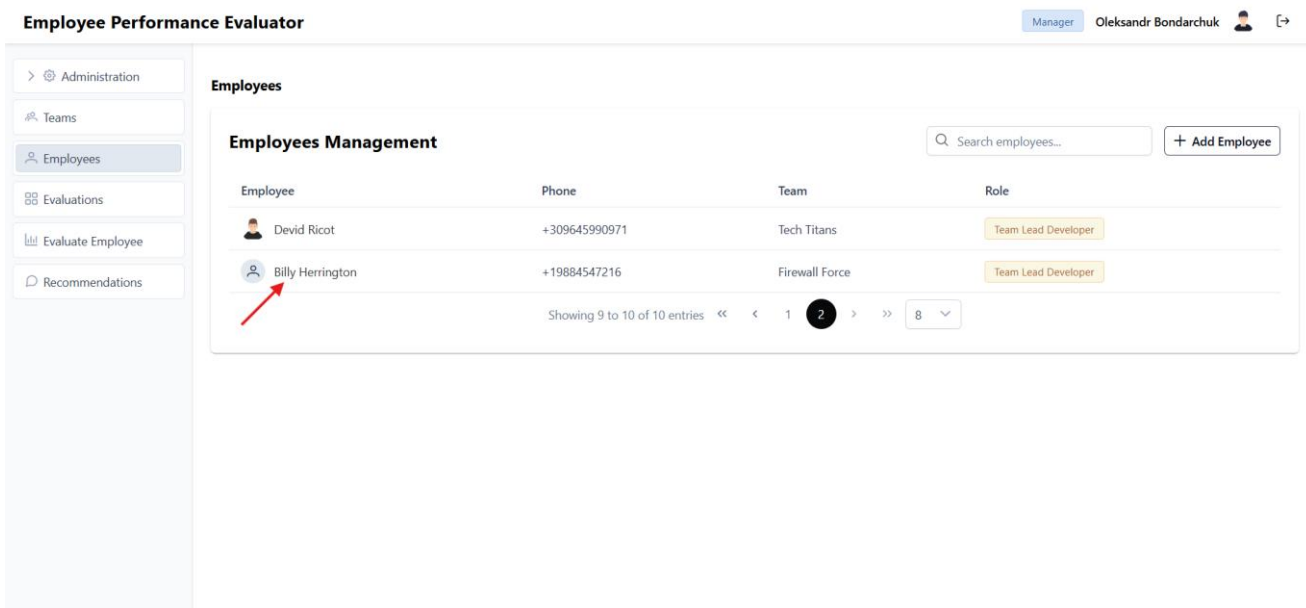 Employee Performance Evaluator
Manager Oleksandr Bondarchuk
Administration
Teams
Employees
Evaluations
Evaluate Employee
Recommendations
Employees
Employees Management
Search employees...
+ Add Employee
Employee Phone Team Role
Devid Ricot +309645990971 Tech Titans Team Lead Developer
Billy Herrington +19884547216 Firewall Force Team Lead Developer
Showing 9 to 10 of 10 entries « ‹ 1 2 › » 8